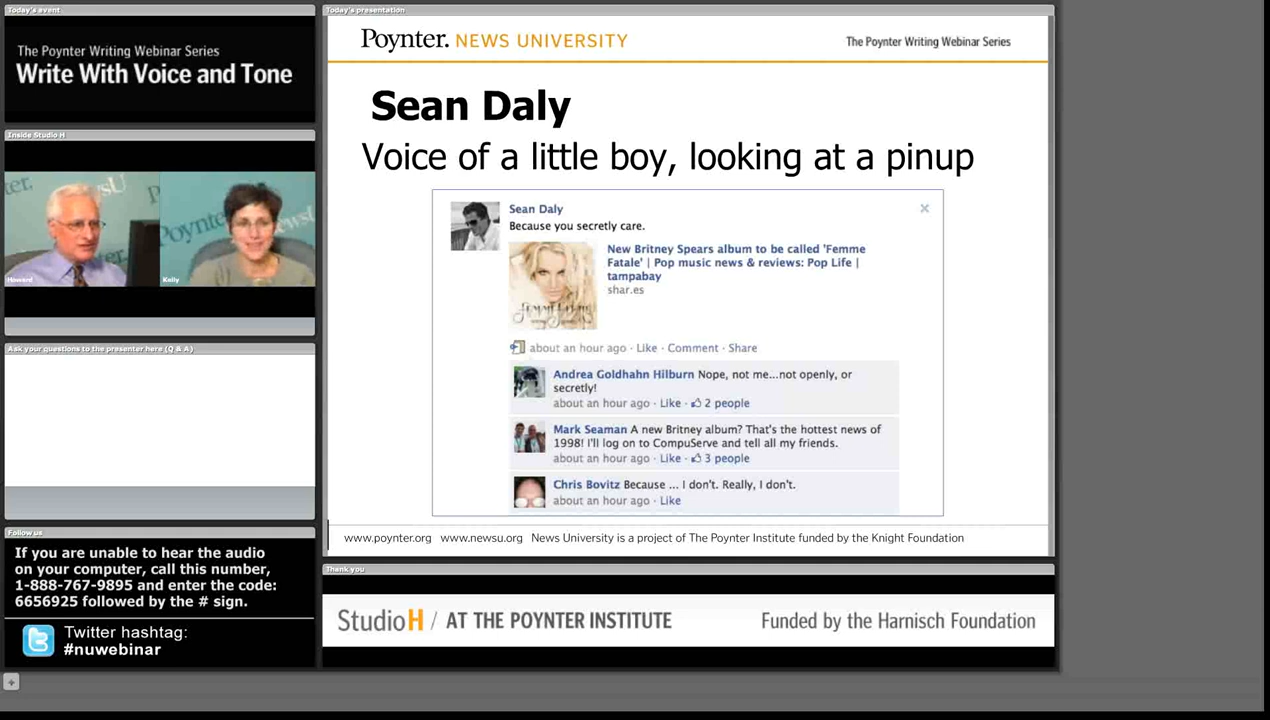 Today's event
The Poynter Writing Webinar Series
Write With Voice and Tone
Inside Studio H
Howard
Kelly
Ask your questions to the presenter here (Q & A)
Follow us
If you are unable to hear the audio
on your computer, call this number,
1-888-767-9895 and enter the code:
6656925 followed by the # sign.
Twitter hashtag:
#nuwebinar
Today's presentation
Poynter. NEWS UNIVERSITY
The Poynter Writing Webinar Series
Sean Daly
Voice of a little boy, looking at a pinup
Sean Daly
Because you secretly care.
New Britney Spears album to be called 'Femme
Fatale' | Pop music news & reviews: Pop Life |
tampabay
shar.es
about an hour ago · Like · Comment · Share
Andrea Goldhahn Hilburn Nope, not me...not openly, or
secretly!
about an hour ago · Like · 2 people
Mark Seaman A new Britney album? That's the hottest news of
1998! I'll log on to CompuServe and tell all my friends.
about an hour ago · Like · 3 people
Chris Bovitz Because ... I don't. Really, I don't.
about an hour ago · Like
www.poynter.org www.newsu.org News University is a project of The Poynter Institute funded by the Knight Foundation
Thank you
StudioH / AT THE POYNTER INSTITUTE
Funded by the Harnisch Foundation